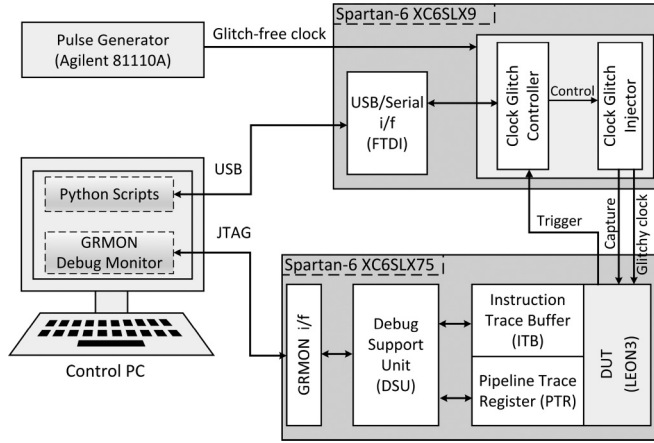 Spartan-6 XC6SLX9
Pulse Generator
(Agilent 81110A)
Glitch-free clock
USB/Serial
i/f
(FTDI)
Clock Glitch
Controller
Control
Clock Glitch
Injector
USB
Python Scripts
GRMON
Debug Monitor
JTAG
Control PC
Trigger
Capture
Glitchy clock
Spartan-6 XC6SLX75
GRMON i/f
Debug
Support
Unit
(DSU)
Instruction
Trace Buffer
(ITB)
Pipeline Trace
Register (PTR)
DUT
(LEON3)